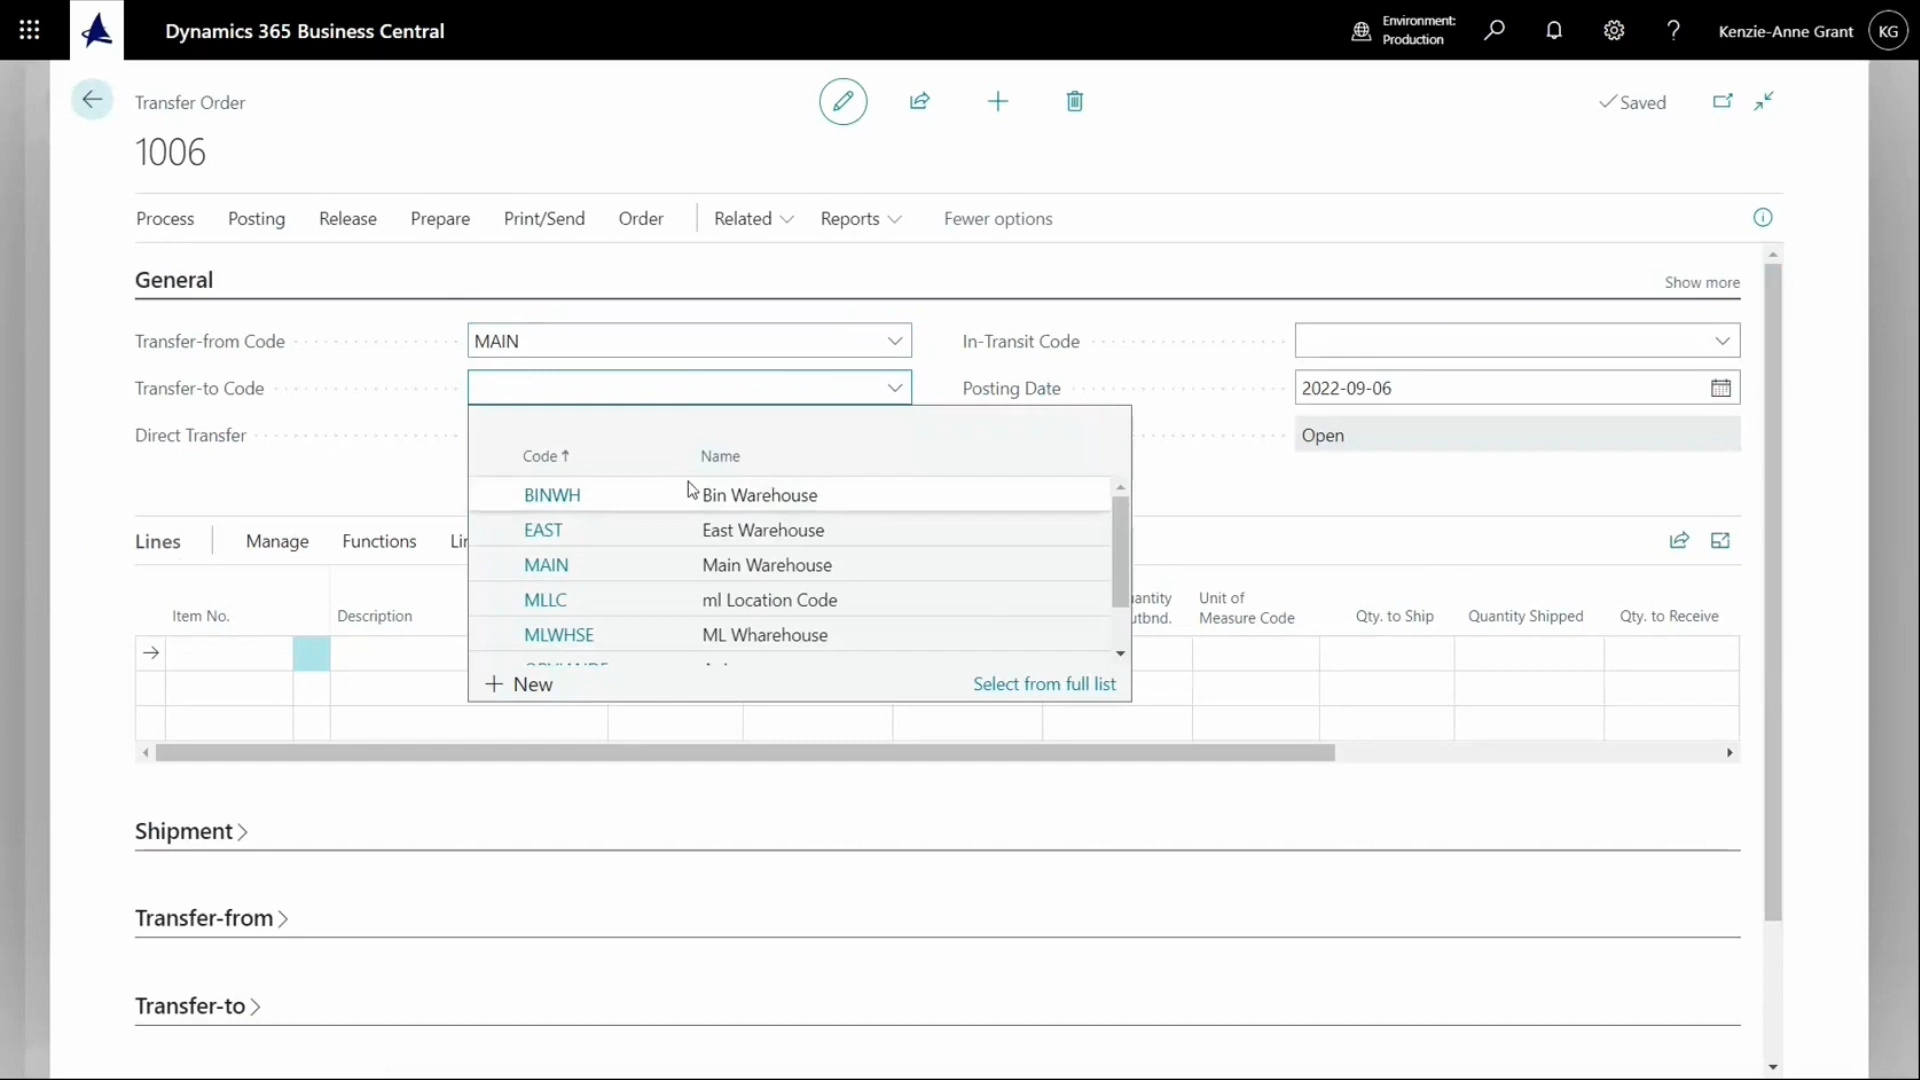 Dynamics 365 Business Central
Environment:
Production
?
Kenzie-Anne Grant
KG
Transfer Order
Saved
1006
Process Posting Release Prepare Print/Send Order Related Reports Fewer options
General
Show more
Transfer-from Code
MAIN
In-Transit Code
Transfer-to Code
Posting Date
2022-09-06
Direct Transfer
Open
Code ↑ Name
BINWH Bin Warehouse
EAST East Warehouse
MAIN Main Warehouse
MLLC ml Location Code
MLWHSE ML Wharehouse
+ New
Select from full list
Lines Manage Functions
Item No. Description
Unit of
Measure Code
Qty. to Ship Quantity Shipped Qty. to Receive
Shipment
Transfer-from
Transfer-to